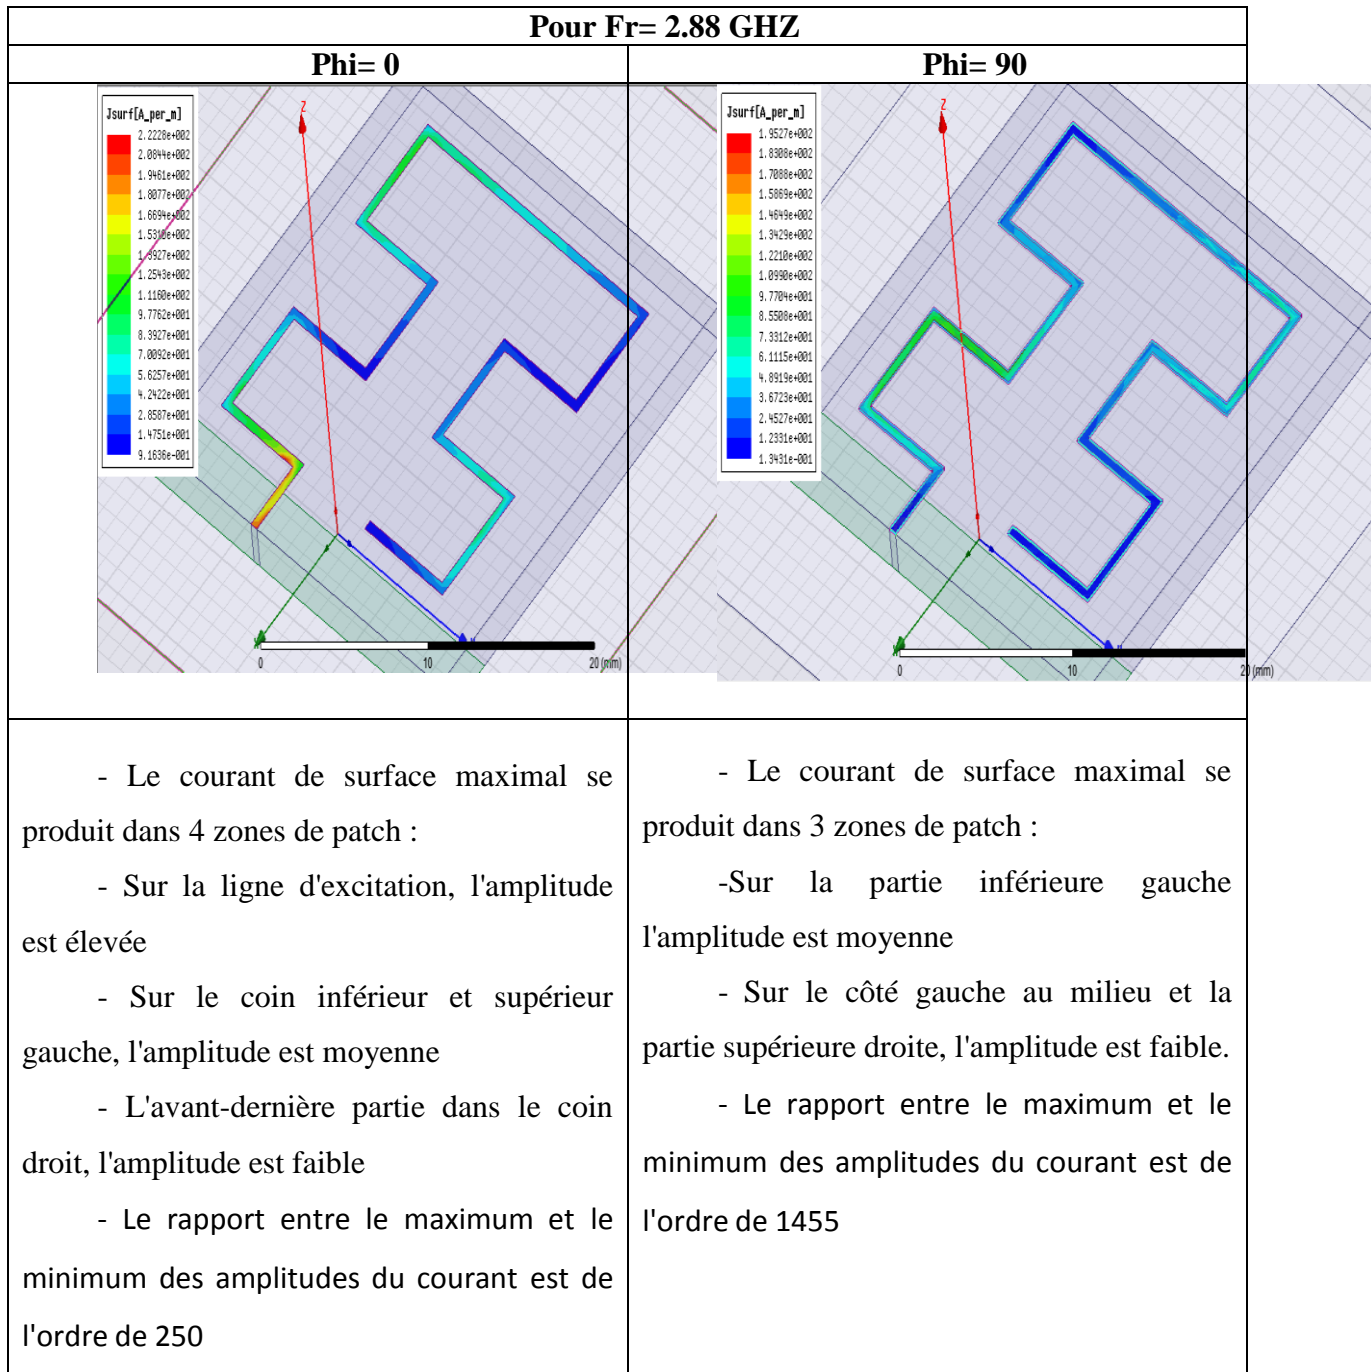 Pour Fr= 2.88 GHZ
Phi= 0
Phi= 90
Jsurf[A_per_m]
2.2228e+002
2.0844e+002
1.9461e+002
1.8077e+002
1.6694e+002
1.5310e+002
1.3927e+002
1.2543e+002
1.1160e+002
9.7762e+001
8.3927e+001
7.0092e+001
5.6257e+001
4.2422e+001
2.8587e+001
1.4751e+001
9.1636e-001
Z
0 10 20 (mm)
Jsurf[A_per_m]
1.9527e+002
1.8308e+002
1.7088e+002
1.5869e+002
1.4649e+002
1.3429e+002
1.2210e+002
1.0990e+002
9.7704e+001
8.5508e+001
7.3312e+001
6.1115e+001
4.8919e+001
3.6723e+001
2.4527e+001
1.2331e+001
1.3431e-001
Z
0 10 20 (mm)
- Le courant de surface maximal se
produit dans 4 zones de patch :
- Sur la ligne d'excitation, l'amplitude
est élevée
- Sur le coin inférieur et supérieur
gauche, l'amplitude est moyenne
- L'avant-dernière partie dans le coin
droit, l'amplitude est faible
- Le rapport entre le maximum et le
minimum des amplitudes du courant est de
l'ordre de 250
- Le courant de surface maximal se
produit dans 3 zones de patch :
-Sur la partie inférieure gauche
l'amplitude est moyenne
- Sur le côté gauche au milieu et la
partie supérieure droite, l'amplitude est faible.
- Le rapport entre le maximum et le
minimum des amplitudes du courant est de
l'ordre de 1455